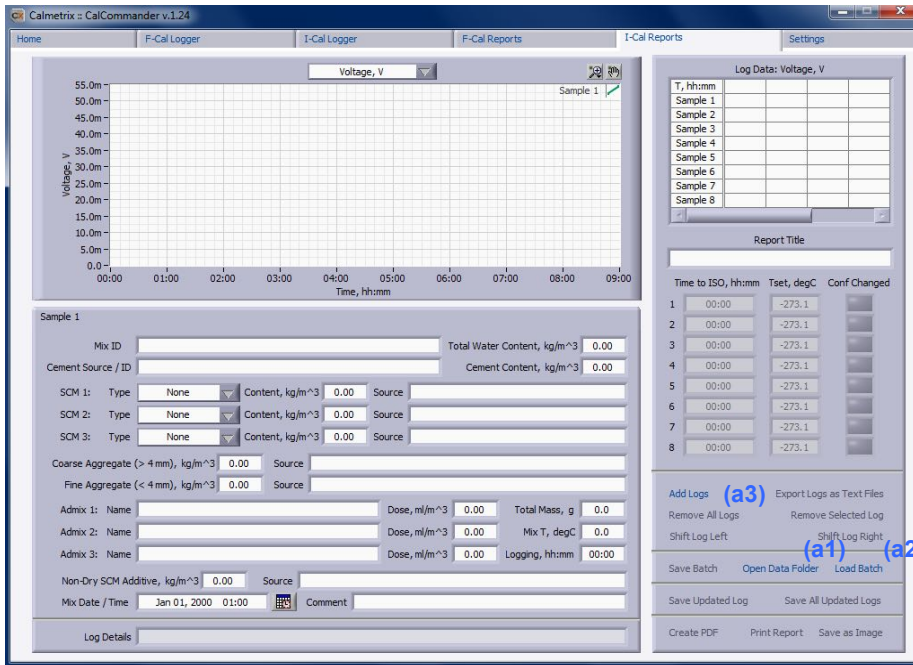 Calmetrix :: CalCommander v.1.24
Home F-Cal Logger I-Cal Logger F-Cal Reports I-Cal Reports Settings
Voltage, V
Sample 1
55.0m
50.0m
45.0m
40.0m
35.0m
30.0m
25.0m
20.0m
15.0m
10.0m
5.0m
0.0
Voltage, V
00:00 01:00 02:00 03:00 04:00 05:00 06:00 07:00 08:00 09:00
Time, hh:mm
Sample 1
Mix ID Total Water Content, kg/m^3 0.00
Cement Source / ID Cement Content, kg/m^3 0.00
SCM 1: Type None Content, kg/m^3 0.00 Source
SCM 2: Type None Content, kg/m^3 0.00 Source
SCM 3: Type None Content, kg/m^3 0.00 Source
Coarse Aggregate (> 4 mm), kg/m^3 0.00 Source
Fine Aggregate (< 4 mm), kg/m^3 0.00 Source
Admix 1: Name Dose, ml/m^3 0.00 Total Mass, g 0.0
Admix 2: Name Dose, ml/m^3 0.00 Mix T, degC 0.0
Admix 3: Name Dose, ml/m^3 0.00 Logging, hh:mm 00:00
Non-Dry SCM Additive, kg/m^3 0.00 Source
Mix Date / Time Jan 01, 2000 01:00 Comment
Log Details
Log Data: Voltage, V
T, hh:mm
Sample 1
Sample 2
Sample 3
Sample 4
Sample 5
Sample 6
Sample 7
Sample 8
Report Title
Time to ISO, hh:mm Tset, degC Conf Changed
1 00:00 -273.1
2 00:00 -273.1
3 00:00 -273.1
4 00:00 -273.1
5 00:00 -273.1
6 00:00 -273.1
7 00:00 -273.1
8 00:00 -273.1
Add Logs (a3) Export Logs as Text Files
Remove All Logs Remove Selected Log
Shift Log Left Shilft Log Right
(a1) (a2
Save Batch Open Data Folder Load Batch
Save Updated Log Save All Updated Logs
Create PDF Print Report Save as Image